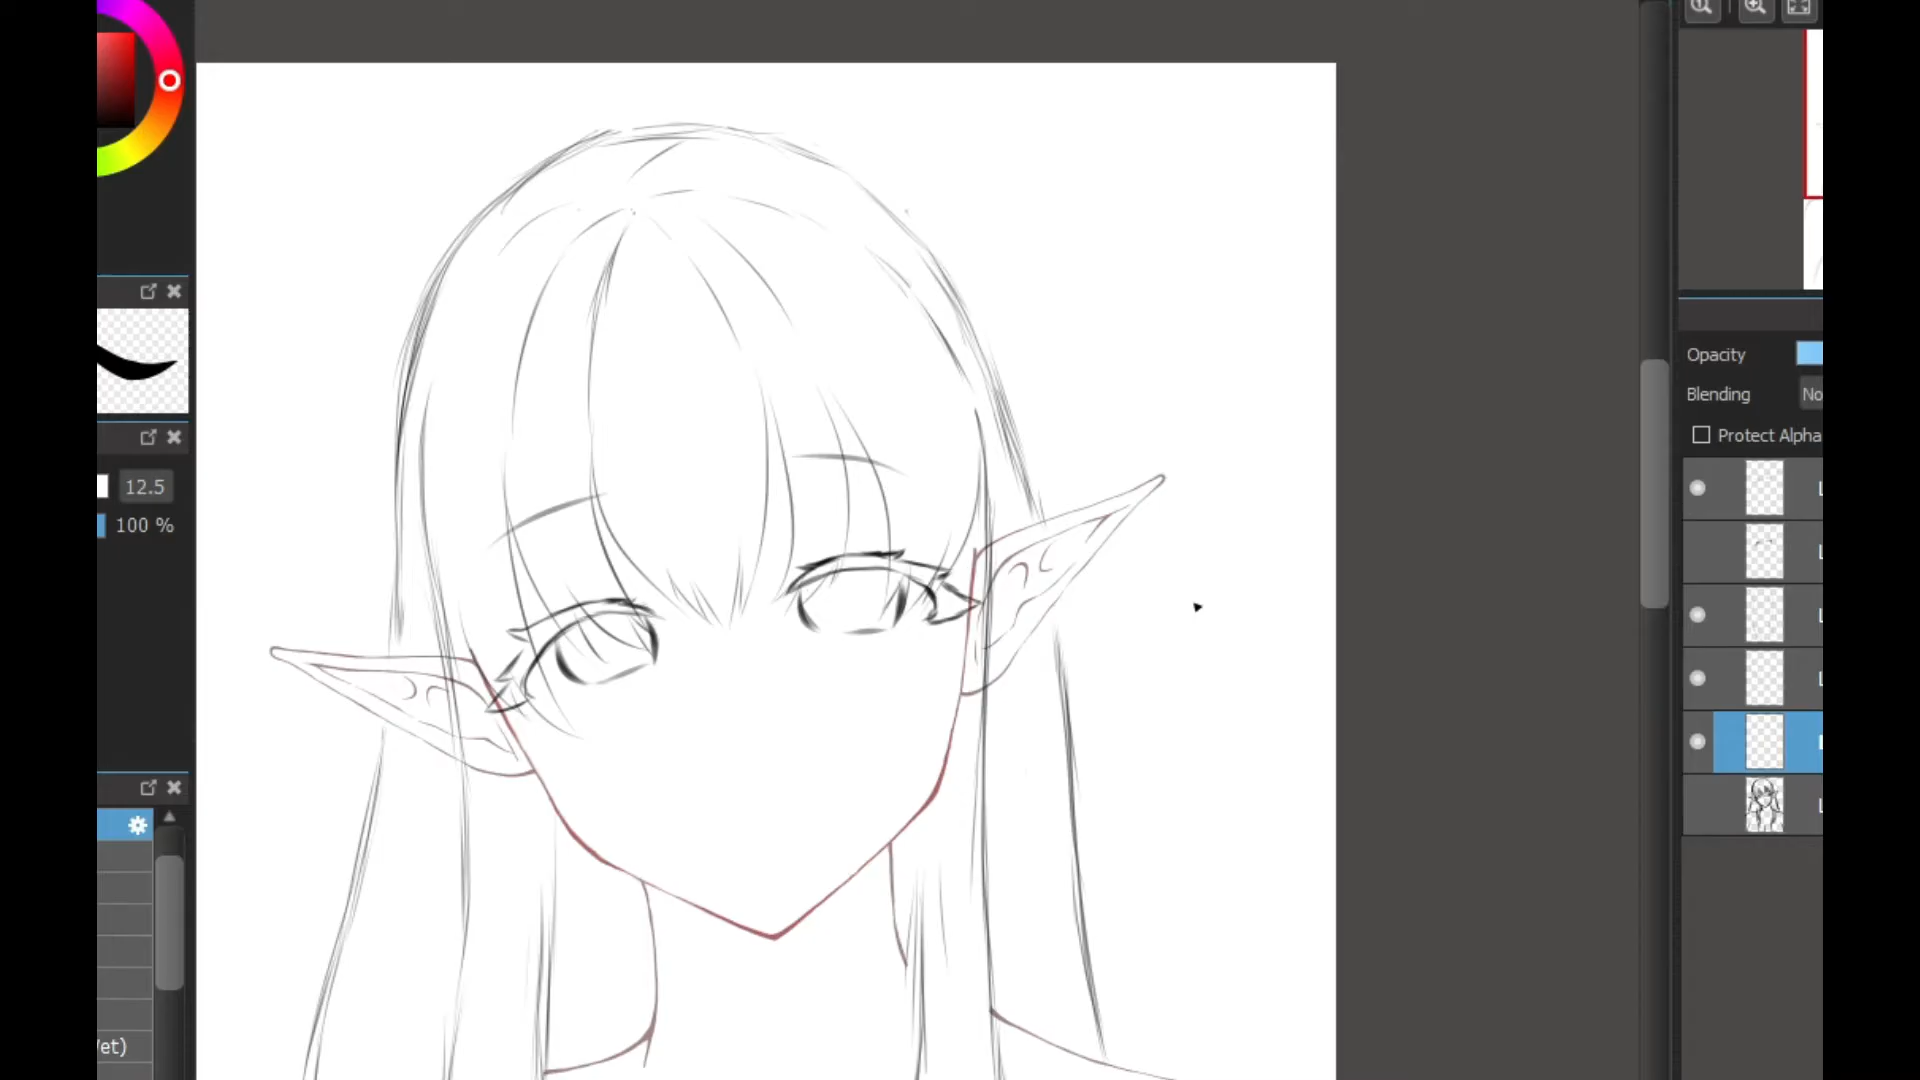 12.5
100 %
Opacity
Blending
No
Protect Alpha
et)